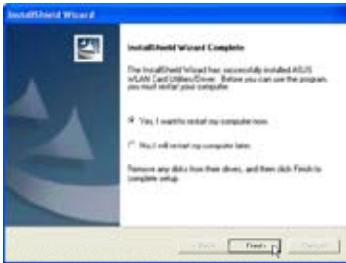 InstallShield Wizard
InstallShield Wizard Complete
The InstallShield Wizard has successfully installed ASUS
WLAN Card Utilities/Driver. Before you can use the program,
you must restart your computer.
Yes, I want to restart my computer now.
No, I will restart my computer later.
Remove any disks from their drives, and then click Finish to
complete setup.
< Back
Finish
Cancel